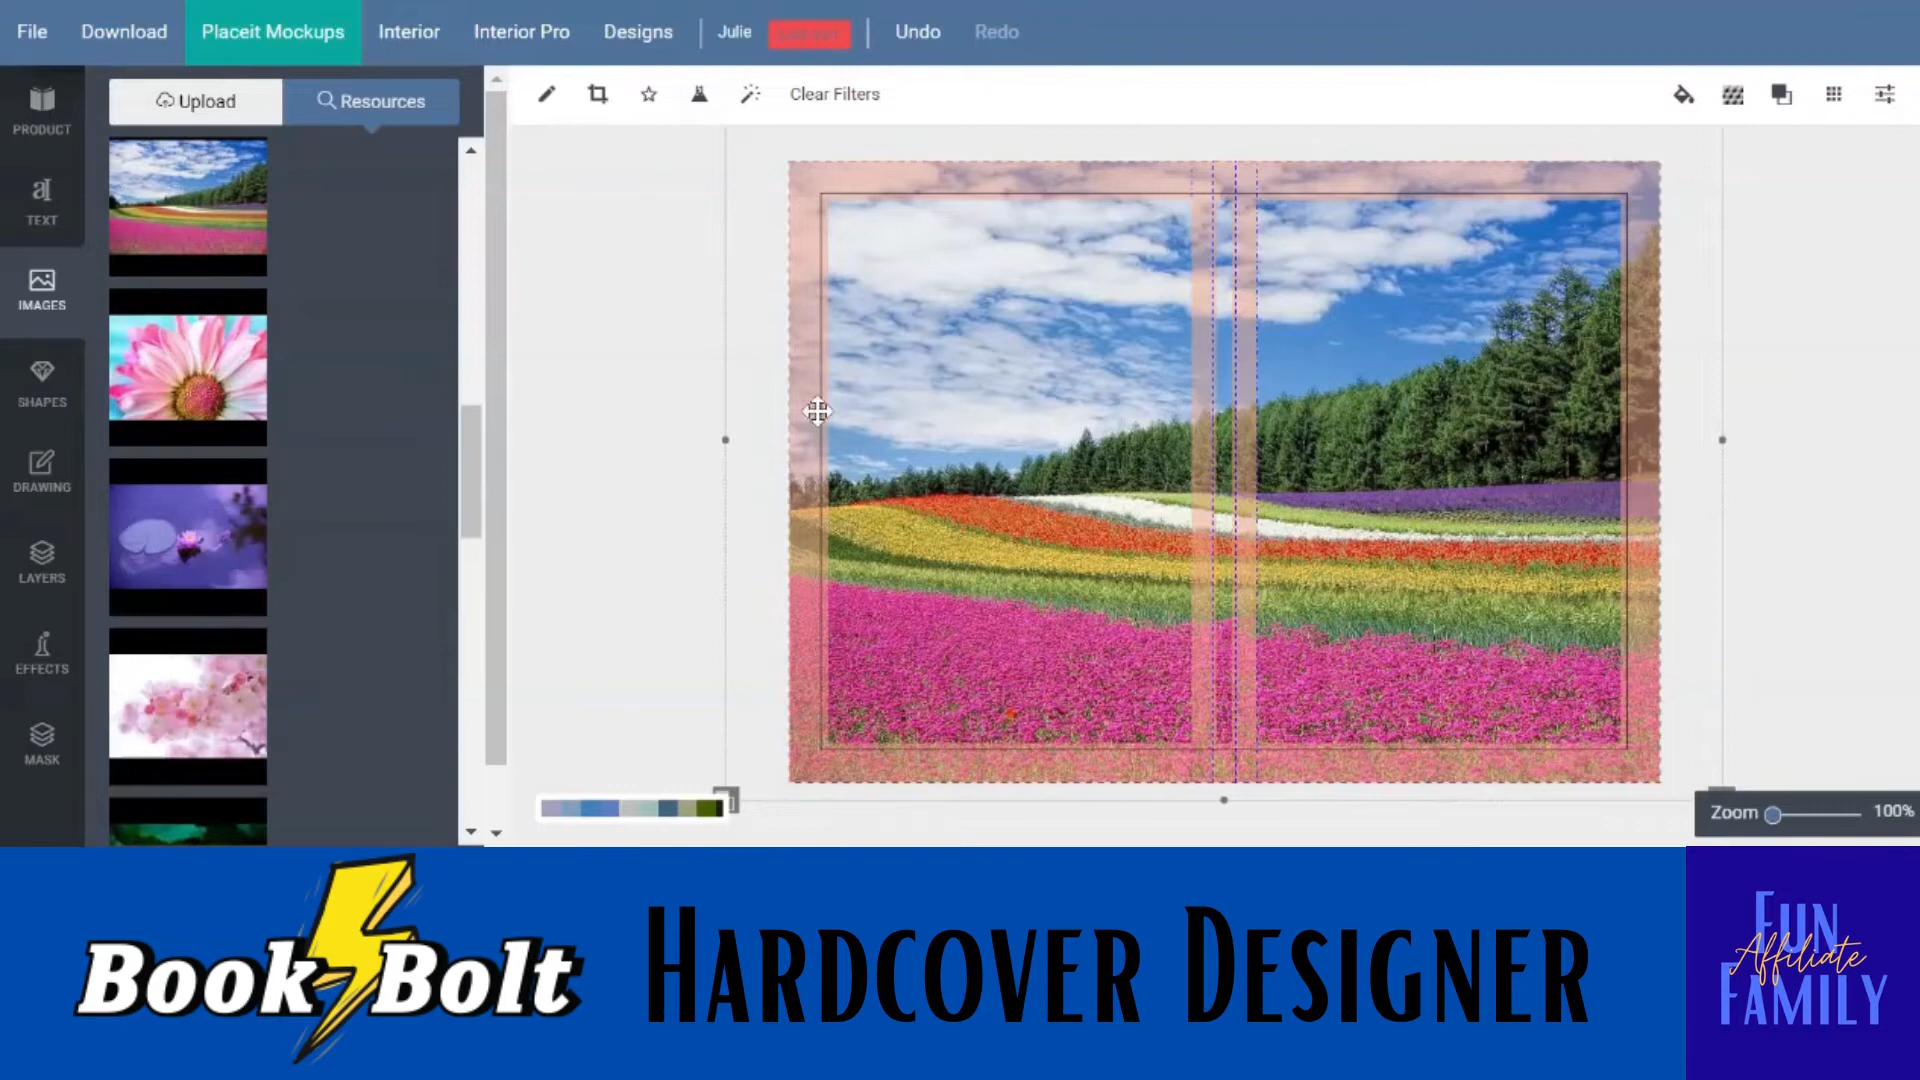 File Download Placeit Mockups Interior Interior Pro Designs Julie Undo Redo
Upload Resources
Clear Filters
PRODUCT
TEXT
IMAGES
SHAPES
DRAWING
LAYERS
EFFECTS
MASK
Zoom 100%
Book Bolt
HARDCOVER DESIGNER
FUN
Affiliate
FAMILY